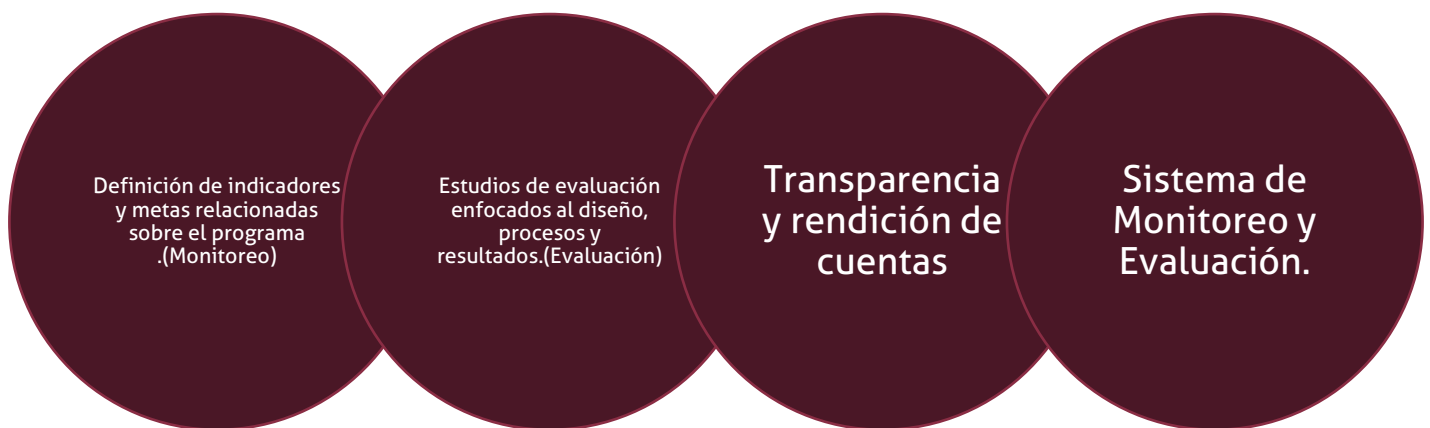 Definición de indicadores
y metas relacionadas
sobre el programa
.(Monitoreo)
Estudios de evaluación
enfocados al diseño,
procesos y
resultados.(Evaluación)
Transparencia
y rendición de
cuentas
Sistema de
Monitoreo y
Evaluación.